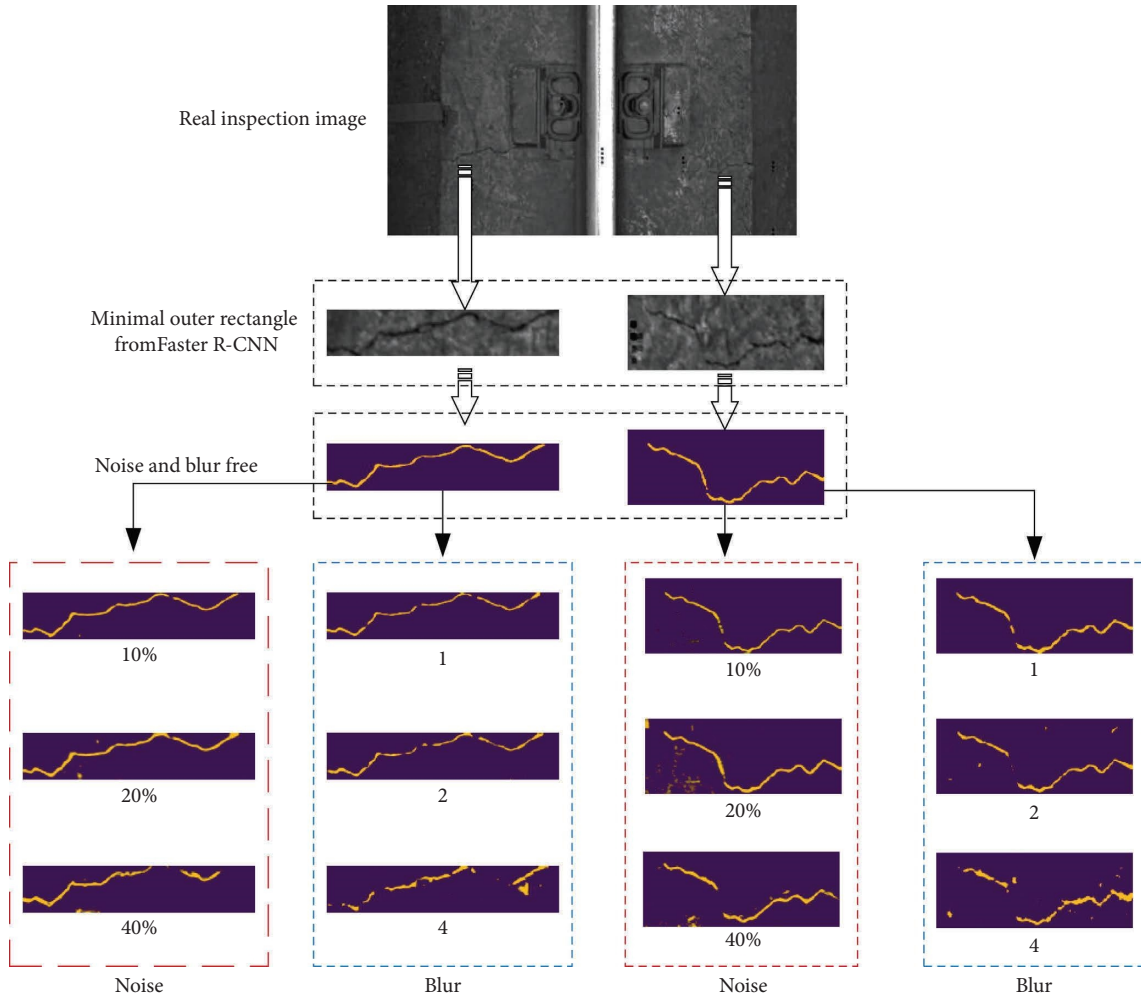 Real inspection image
Minimal outer rectangle
fromFaster R-CNN
Noise and blur free
10%
1
10%
1
20%
2
20%
2
40%
4
40%
4
Noise
Blur
Noise
Blur